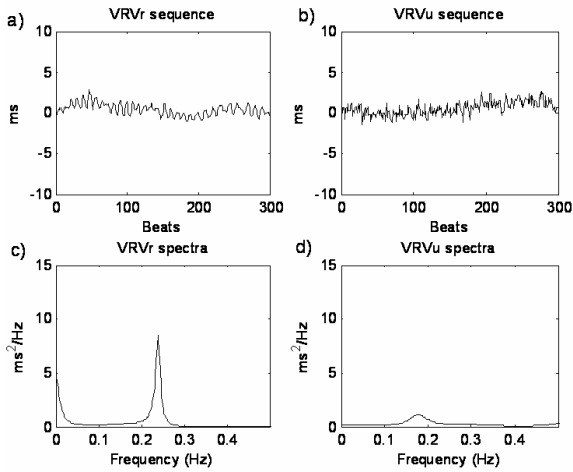 a)
VRVr sequence
10
5
0
-5
-10
ms
0
100
200
300
Beats
b)
VRVu sequence
10
5
0
-5
-10
ms
0
100
200
300
Beats
c)
VRVr spectra
15
10
5
0
ms²/Hz
0
0.1
0.2
0.3
0.4
Frequency (Hz)
d)
VRVu spectra
15
10
5
0
ms²/Hz
0
0.1
0.2
0.3
0.4
Frequency (Hz)